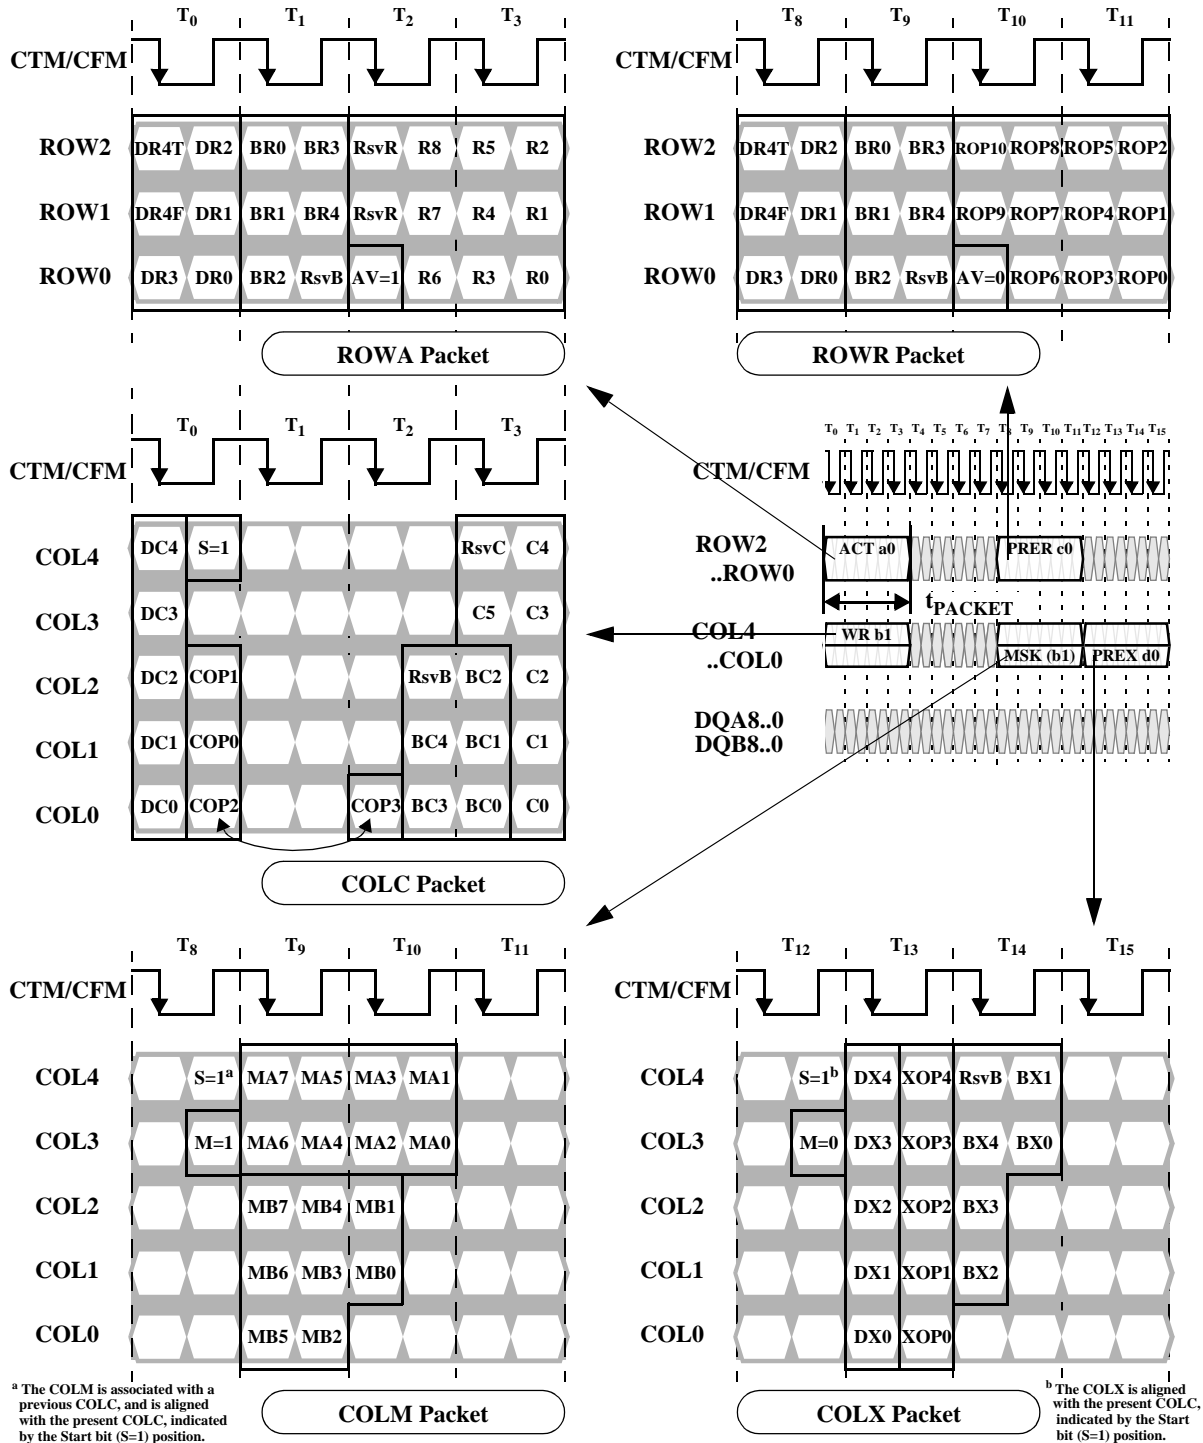 T0 T1 T2 T3
CTM/CFM
ROW2 DR4T DR2 BR0 BR3 RsvR R8 R5 R2
ROW1 DR4F DR1 BR1 BR4 RsvR R7 R4 R1
ROW0 DR3 DR0 BR2 RsvB AV=1 R6 R3 R0
ROWA Packet
T8 T9 T10 T11
CTM/CFM
ROW2 DR4T DR2 BR0 BR3 ROP10 ROP8 ROP5 ROP2
ROW1 DR4F DR1 BR1 BR4 ROP9 ROP7 ROP4 ROP1
ROW0 DR3 DR0 BR2 RsvB AV=0 ROP6 ROP3 ROP0
ROWR Packet
T0 T1 T2 T3
CTM/CFM
COL4 DC4 S=1 RsvC C4
COL3 DC3 C5 C3
COL2 DC2 COP1 RsvB BC2 C2
COL1 DC1 COP0 BC4 BC1 C1
COL0 DC0 COP2 COP3 BC3 BC0 C0
COLC Packet
T0 T1 T2 T3 T4 T5 T6 T7 T8 T9 T10 T11 T12 T13 T14 T15
CTM/CFM
ROW2 ACT a0 PRER c0
..ROW0
tPACKET
COL4 WR b1
..COL0 MSK (b1) PREX d0
DQA8..0
DQB8..0
T8 T9 T10 T11
CTM/CFM
COL4 S=1a MA7 MA5 MA3 MA1
COL3 M=1 MA6 MA4 MA2 MA0
COL2 MB7 MB4 MB1
COL1 MB6 MB3 MB0
COL0 MB5 MB2
a The COLM is associated with a
previous COLC, and is aligned
with the present COLC, indicated
by the Start bit (S=1) position.
COLM Packet
T12 T13 T14 T15
CTM/CFM
COL4 S=1b DX4 XOP4 RsvB BX1
COL3 M=0 DX3 XOP3 BX4 BX0
COL2 DX2 XOP2 BX3
COL1 DX1 XOP1 BX2
COL0 DX0 XOP0
COLX Packet
b The COLX is aligned
with the present COLC,
indicated by the Start
bit (S=1) position.